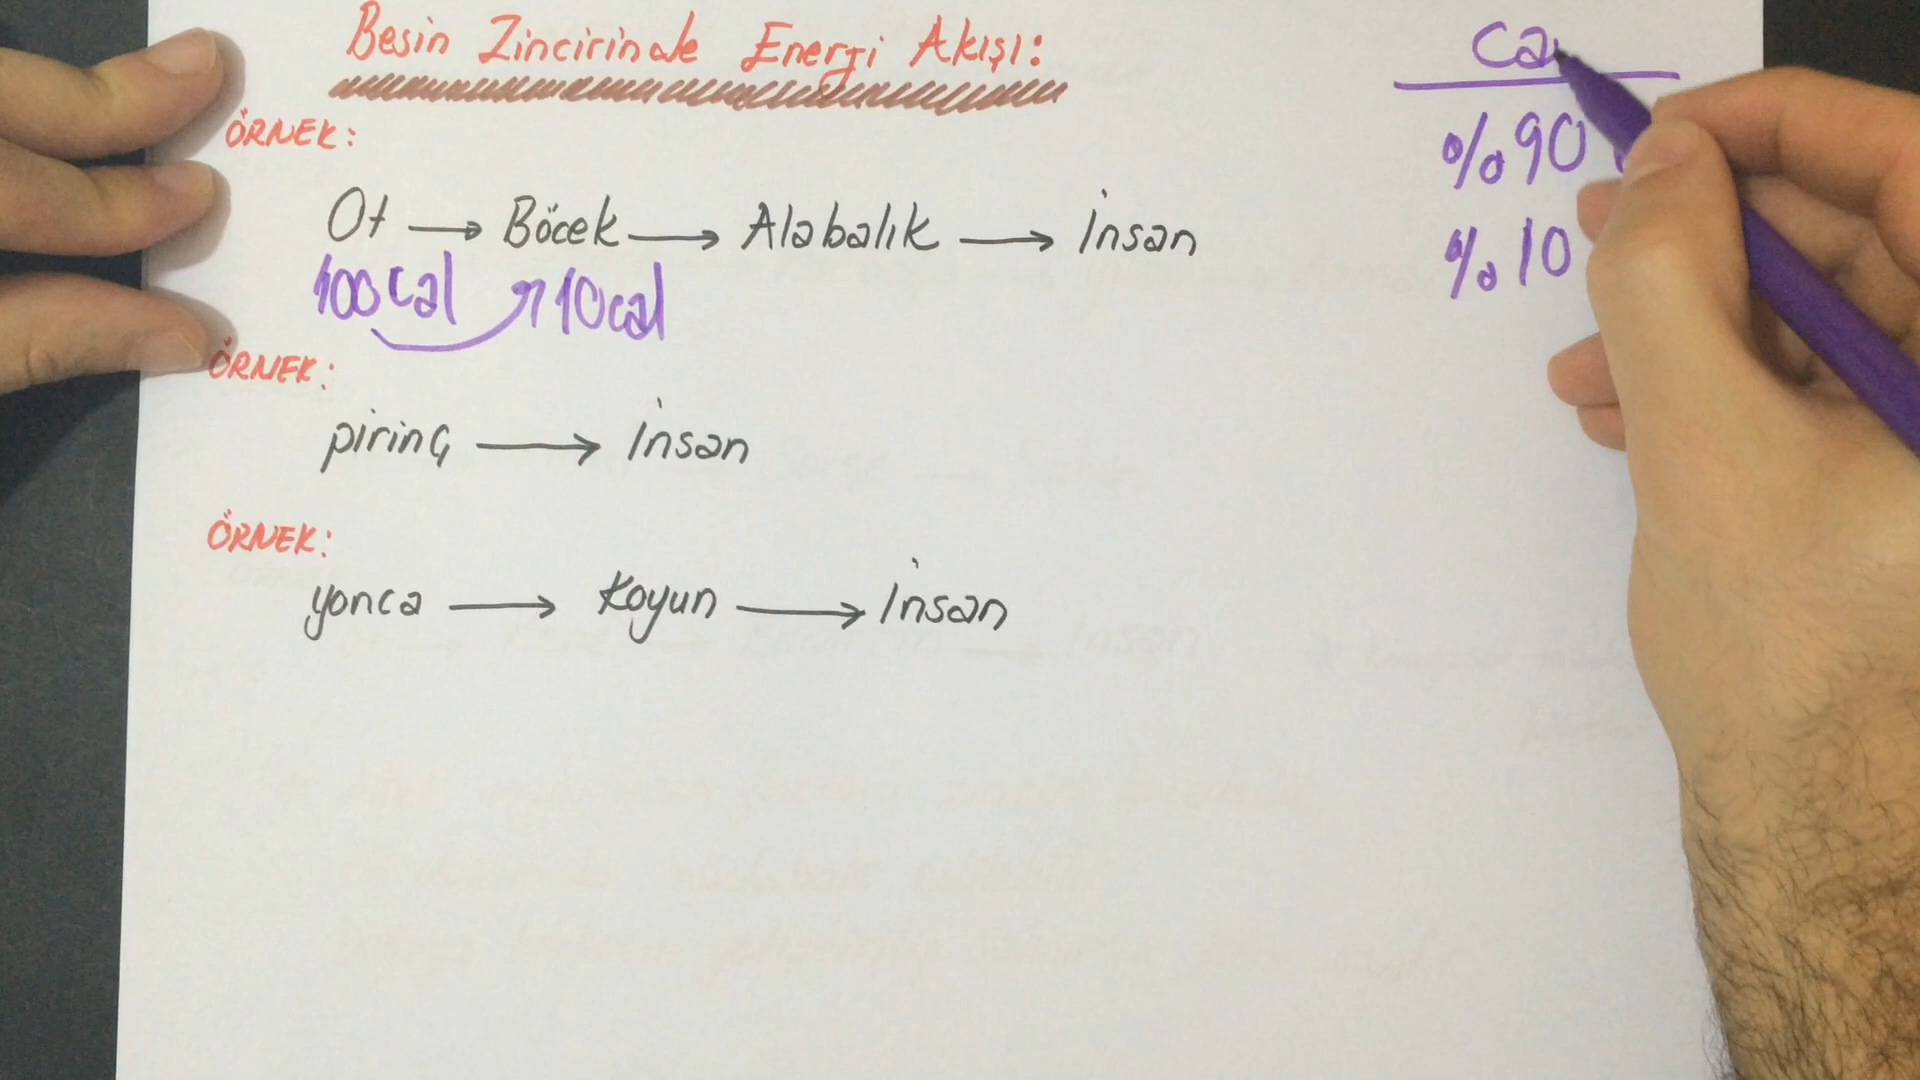 Besin Zincirinde Enerji Akışı:
ÖRNEK:
Ot → Böcek → Alabalık → İnsan
100 cal 10 cal
ÖRNEK:
pirinç → İnsan
ÖRNEK:
yonca → Koyun → İnsan
%90
%10